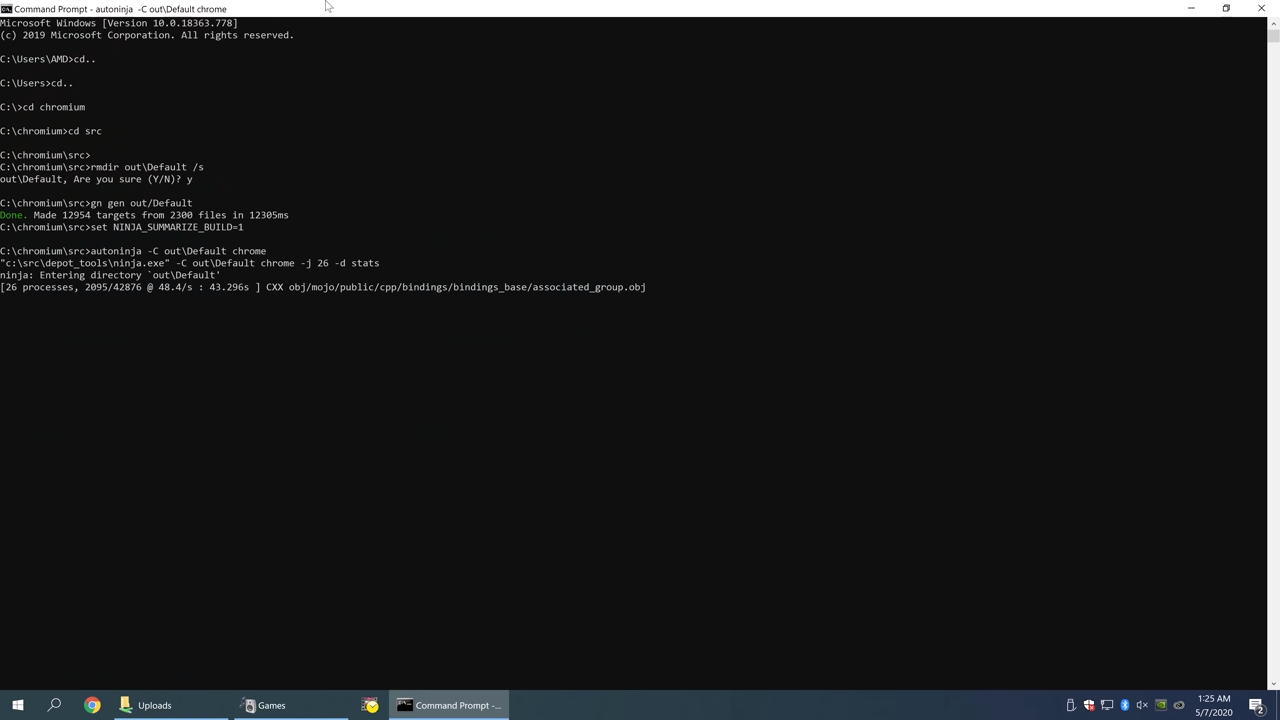 Command Prompt - autoninja  -C out\Default chrome
Microsoft Windows [Version 10.0.18363.778]
(c) 2019 Microsoft Corporation. All rights reserved.
C:\Users\AMD>cd..
C:\Users>cd..
C:\>cd chromium
C:\chromium>cd src
C:\chromium\src>
C:\chromium\src>rmdir out\Default /s
out\Default, Are you sure (Y/N)? y
C:\chromium\src>gn gen out/Default
Done. Made 12954 targets from 2300 files in 12305ms
C:\chromium\src>set NINJA_SUMMARIZE_BUILD=1
C:\chromium\src>autoninja -C out\Default chrome
"c:\src\depot_tools\ninja.exe" -C out\Default chrome -j 26 -d stats
ninja: Entering directory `out\Default'
[26 processes, 2095/42876 @ 48.4/s : 43.296s ] CXX obj/mojo/public/cpp/bindings/bindings_base/associated_group.obj
Uploads
Games
Command Prompt -...
1:25 AM
5/7/2020
2